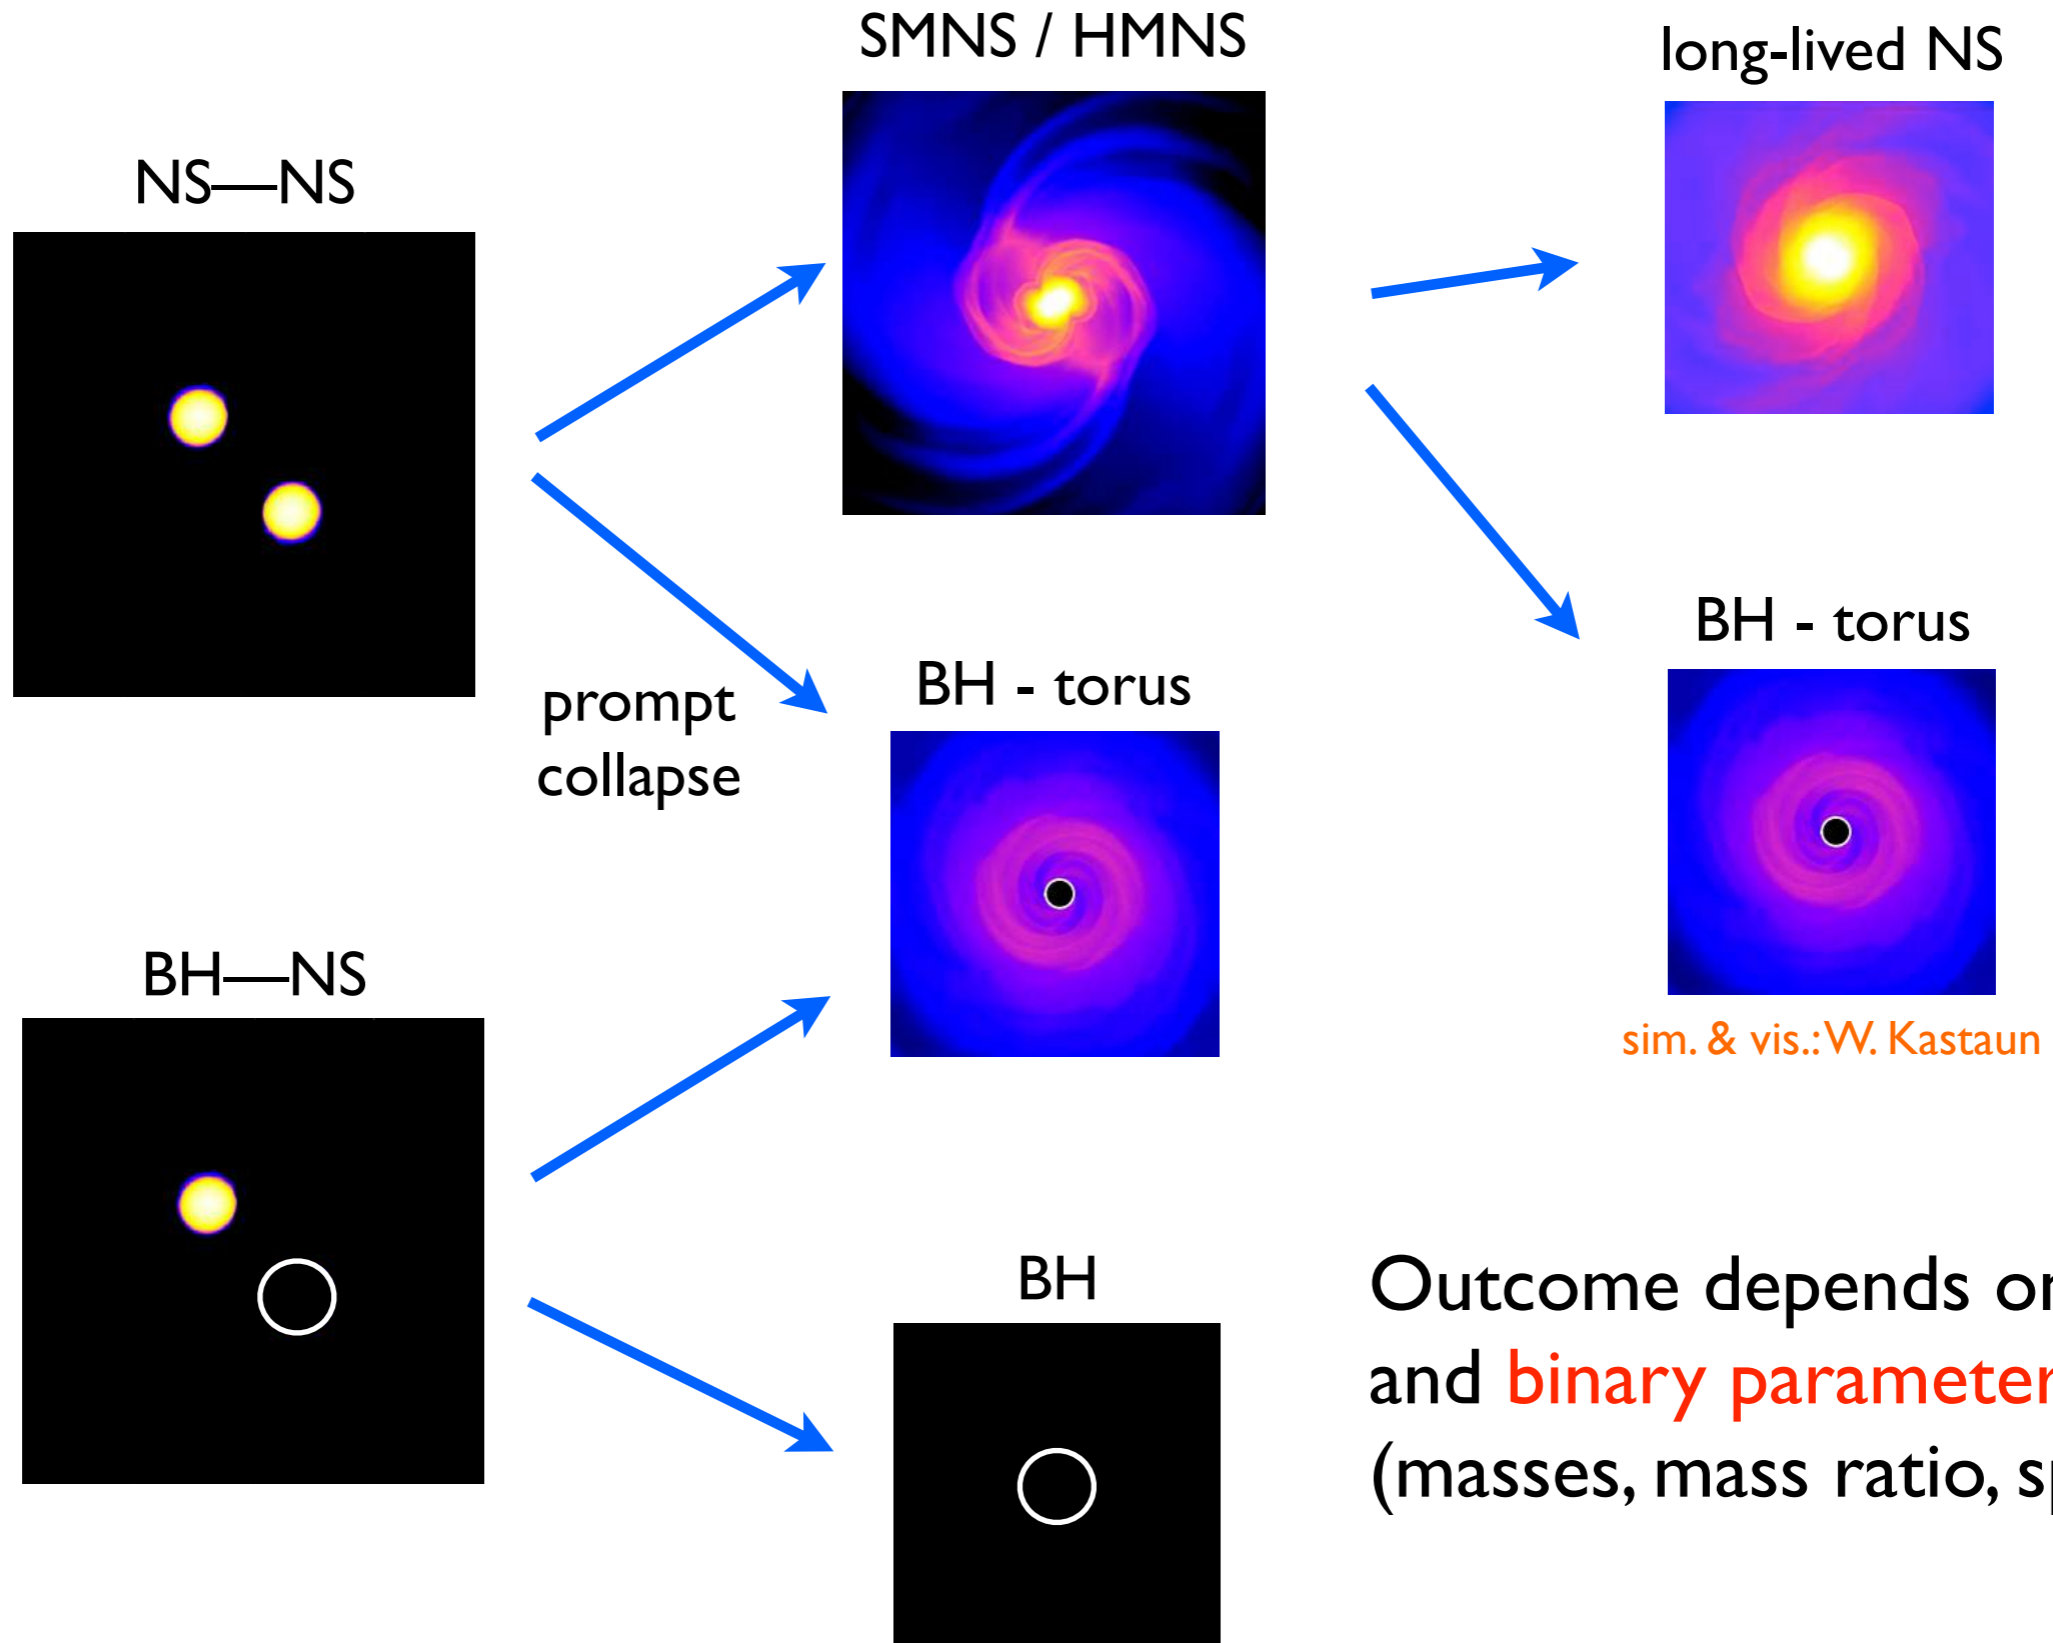 SMNS / HMNS
long-lived NS
NS—NS
BH - torus
BH - torus
prompt
collapse
BH—NS
sim. & vis.: W. Kastaun
BH
Outcome depends
and binary
(masses, mass ratio,